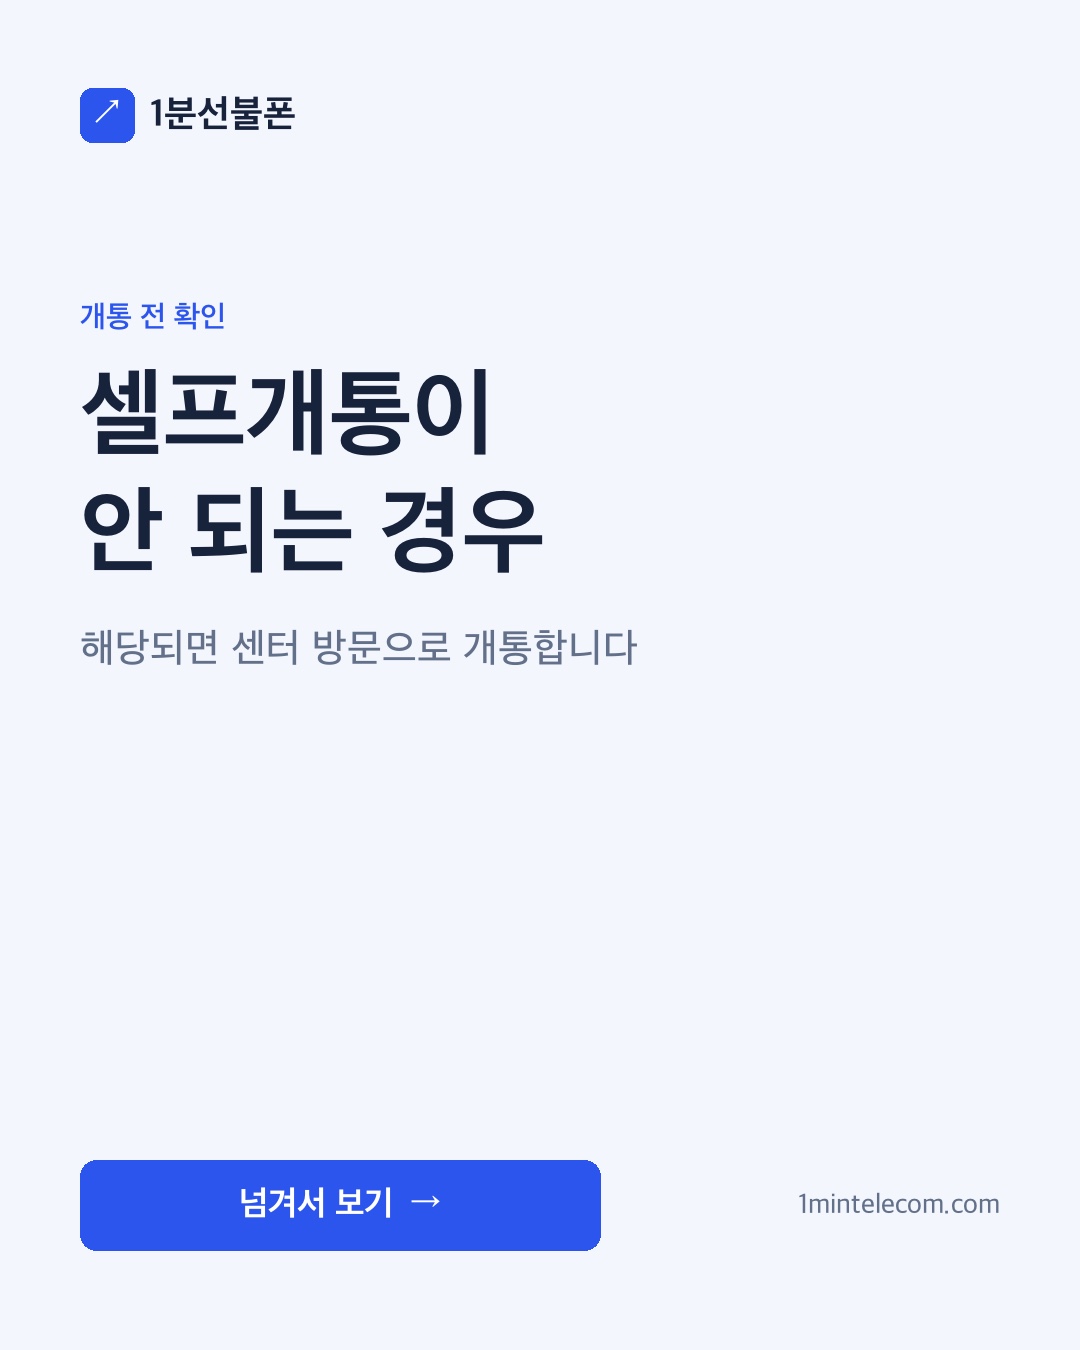 ↗ 1분선불폰
개통 전 확인
셀프개통이
안 되는 경우
해당되면 센터 방문으로 개통합니다
넘겨서 보기 →
1mintelecom.com